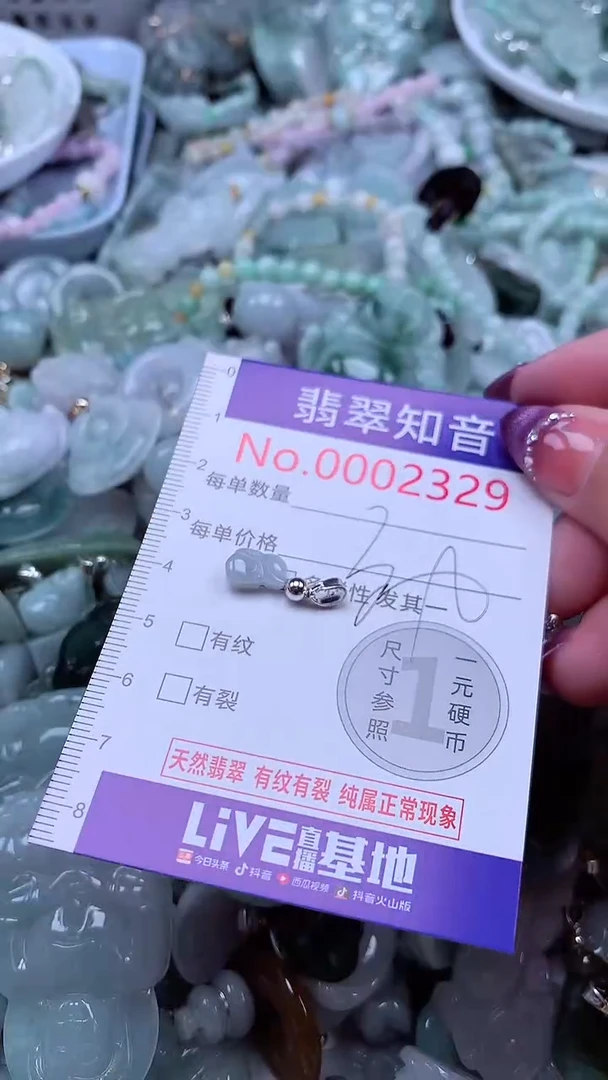 翡翠知音
No.0002329
每单数量
每单价格
性发其一
有纹
有裂
尺寸参照
1
一元硬币
天然翡翠 有纹有裂 纯属正常现象
LIVE直播基地
今日头条 抖音 西瓜视频 抖音火山版
0
1
2
3
4
5
6
7
8